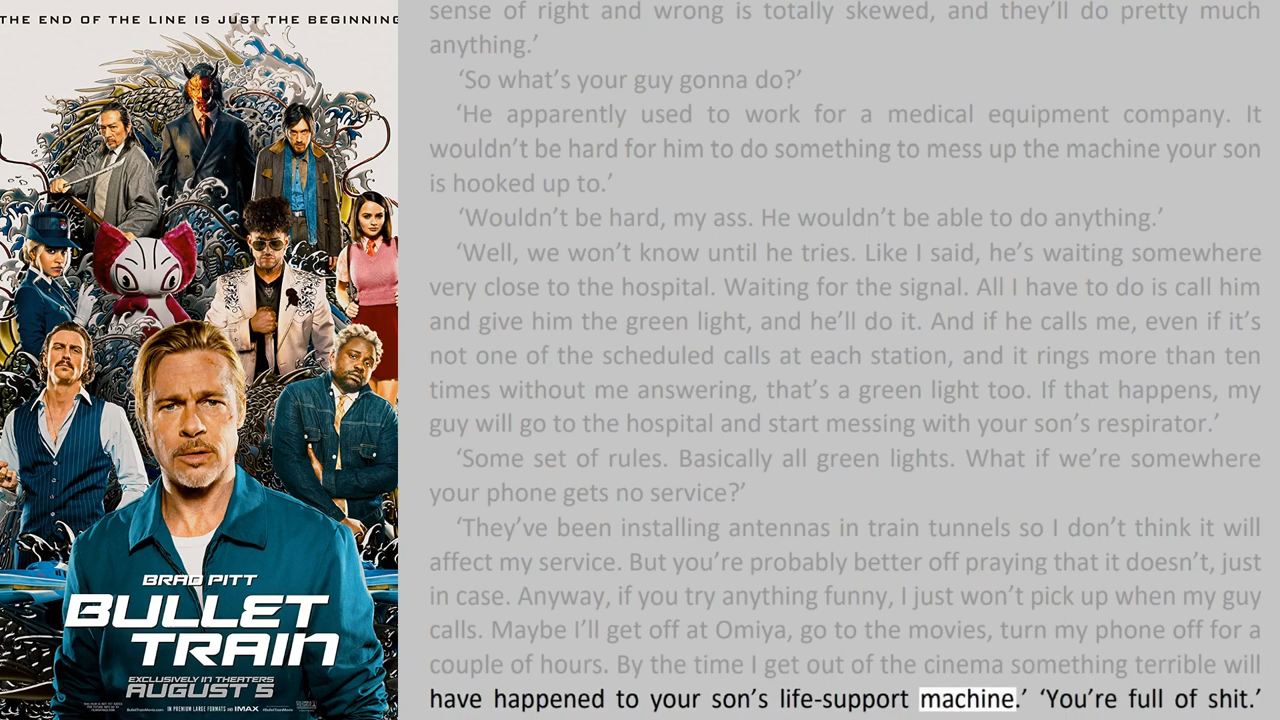 THE END OF THE LINE IS JUST THE BEGINNING
BRAD PITT
BULLET
TRAIN
EXCLUSIVELY IN THEATERS
AUGUST 5
IN PREMIUM LARGE FORMATS AND IMAX
sense of right and wrong is totally skewed, and they’ll do pretty much
anything.’
‘So what’s your guy gonna do?’
‘He apparently used to work for a medical equipment company. It
wouldn’t be hard for him to do something to mess up the machine your son
is hooked up to.’
‘Wouldn’t be hard, my ass. He wouldn’t be able to do anything.’
‘Well, we won’t know until he tries. Like I said, he’s waiting somewhere
very close to the hospital. Waiting for the signal. All I have to do is call him
and give him the green light, and he’ll do it. And if he calls me, even if it’s
not one of the scheduled calls at each station, and it rings more than ten
times without me answering, that’s a green light too. If that happens, my
guy will go to the hospital and start messing with your son’s respirator.’
‘Some set of rules. Basically all green lights. What if we’re somewhere
your phone gets no service?’
‘They’ve been installing antennas in train tunnels so I don’t think it will
affect my service. But you’re probably better off praying that it doesn’t, just
in case. Anyway, if you try anything funny, I just won’t pick up when my guy
calls. Maybe I’ll get off at Omiya, go to the cinema, turn my phone off for a
couple of hours. By the time I get out of the cinema something terrible will
have happened to your son’s life-support machine.’ ‘You’re full of shit.’